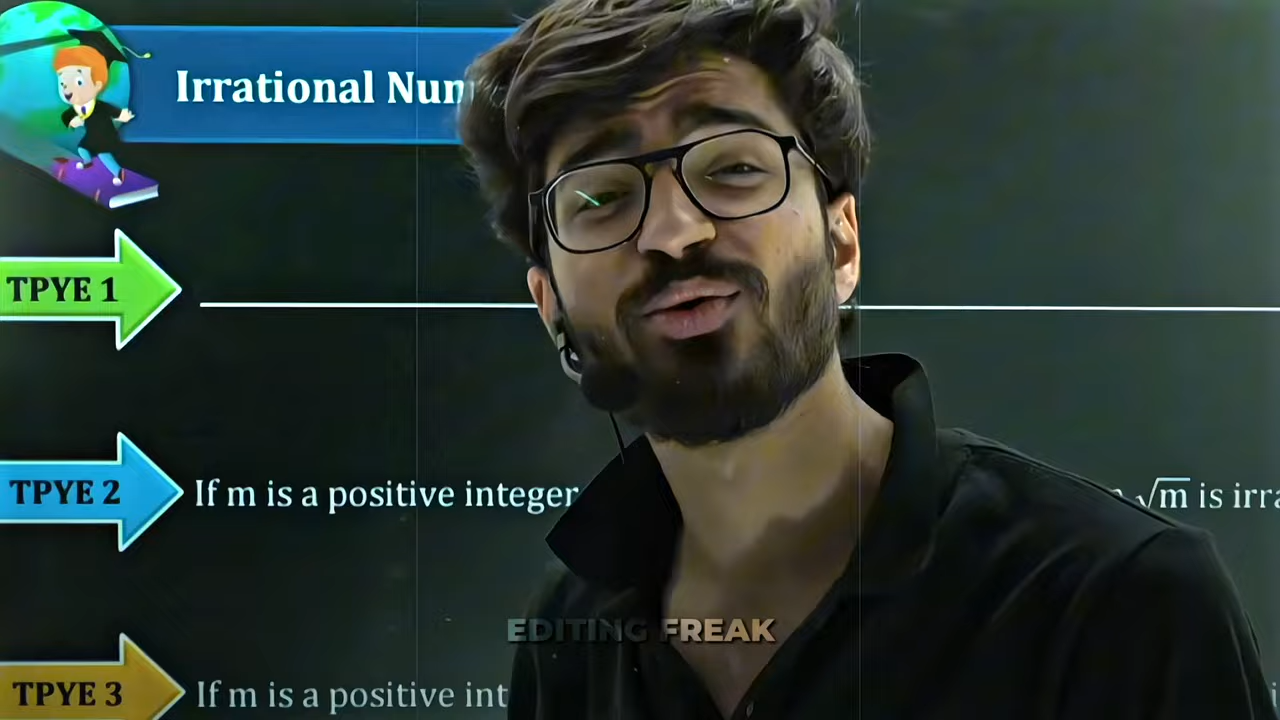 Irrational Num
TPYE 1
TPYE 2 If m is a positive integer √m is irra
EDITING FREAK
TPYE 3 If m is a positive int